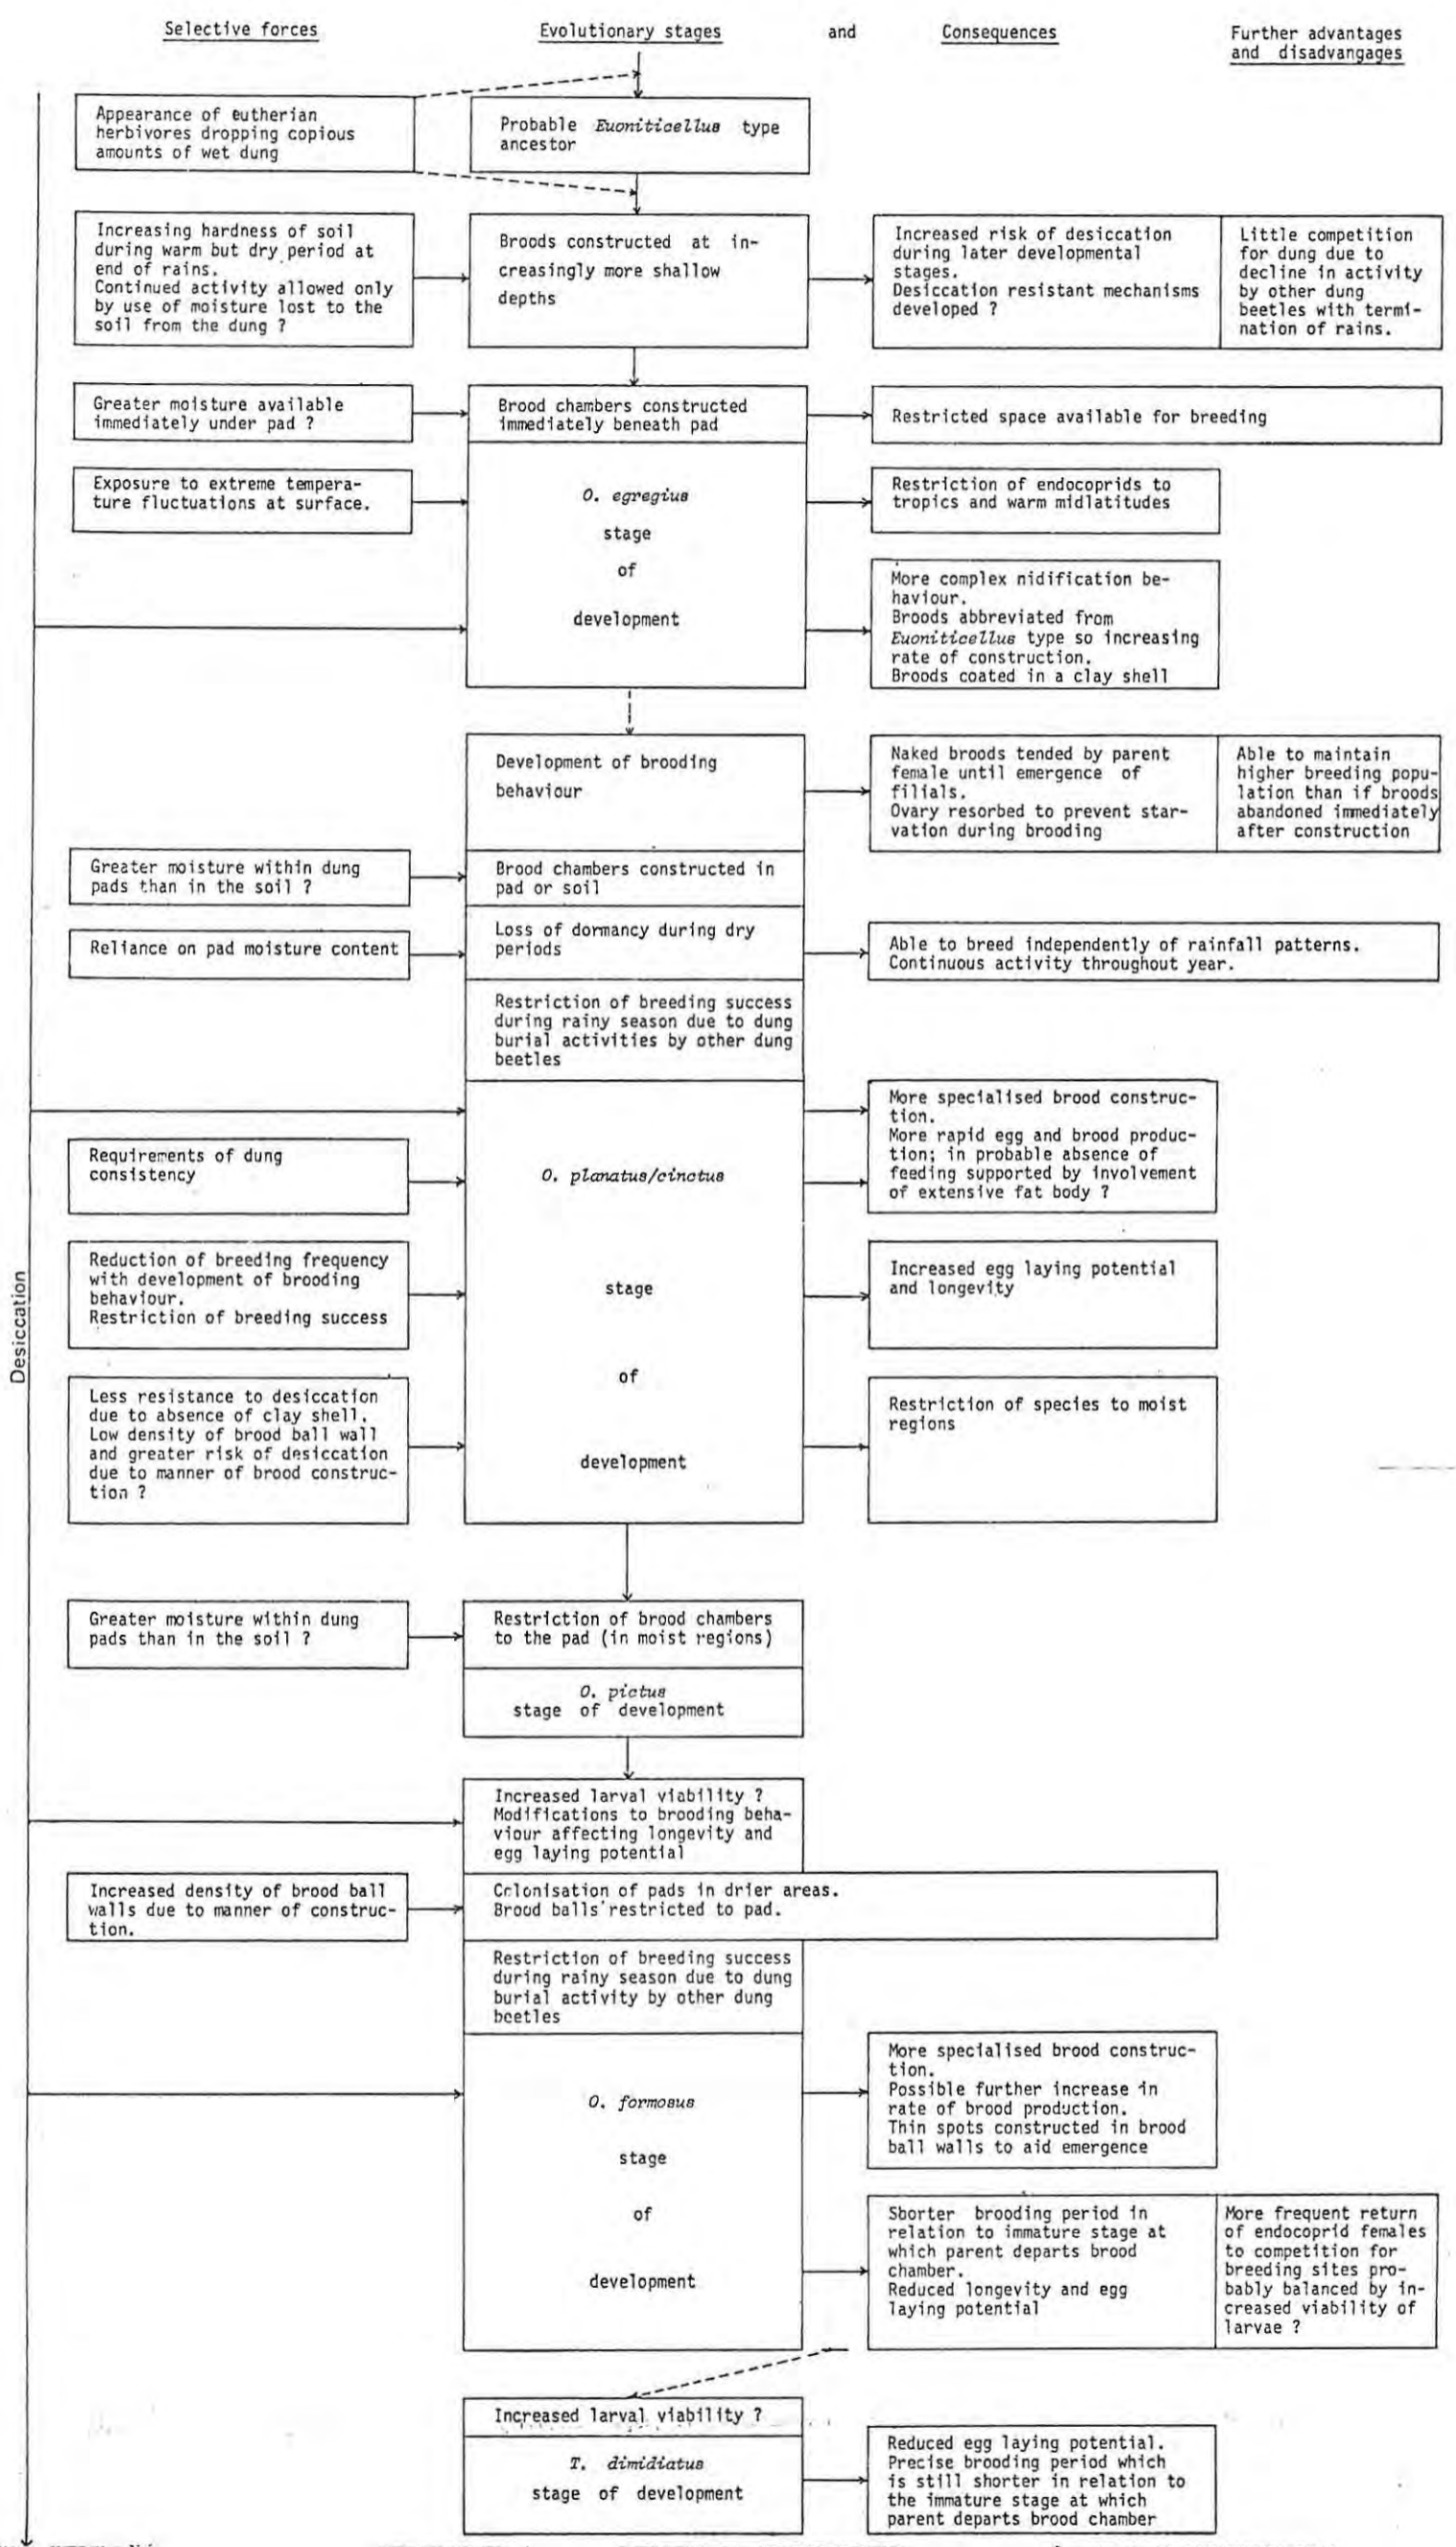 Selective forces
Evolutionary stages
and
Consequences
Further advantages
and disadvangages
Appearance of eutherian
herbivores dropping copious
amounts of wet dung
Probable Euoniticellus type
ancestor
Increasing hardness of soil
during warm but dry period at
end of rains.
Continued activity allowed only
by use of moisture lost to the
soil from the dung ?
Broods constructed at in-
creasingly more shallow
depths
Increased risk of desiccation
during later developmental
stages.
Desiccation resistant mechanisms
developed ?
Little competition
for dung due to
decline in activity
by other dung
beetles with termi-
nation of rains.
Greater moisture available
immediately under pad ?
Brood chambers constructed
immediately beneath pad
Restricted space available for breeding
Exposure to extreme tempera-
ture fluctuations at surface.
O. egregius
stage
of
development
Restriction of endocoprids to
tropics and warm midlatitudes
More complex nidification be-
haviour.
Broods abbreviated from
Euoniticellus type so increasing
rate of construction.
Broods coated in a clay shell
Development of brooding
behaviour
Naked broods tended by parent
female until emergence of
filials.
Ovary resorbed to prevent star-
vation during brooding
Able to maintain
higher breeding popu-
lation than if broods
abandoned immediately
after construction
Greater moisture within dung
pads than in the soil ?
Brood chambers constructed in
pad or soil
Reliance on pad moisture content
Loss of dormancy during dry
periods
Able to breed independently of rainfall patterns.
Continuous activity throughout year.
Restriction of breeding success
during rainy season due to dung
burial activities by other dung
beetles
More specialised brood construc-
tion.
More rapid egg and brood produc-
tion; in probable absence of
feeding supported by involvement
of extensive fat body ?
Requirements of dung
consistency
O. planatus/cinctus
stage
of
development
Reduction of breeding frequency
with development of brooding
behaviour.
Restriction of breeding success
Increased egg laying potential
and longevity
Desiccation
Less resistance to desiccation
due to absence of clay shell.
Low density of brood ball wall
and greater risk of desiccation
due to manner of brood construc-
tion ?
Restriction of species to moist
regions
Greater moisture within dung
pads than in the soil ?
Restriction of brood chambers
to the pad (in moist regions)
O. pictus
stage of development
Increased larval viability ?
Modifications to brooding beha-
viour affecting longevity and
egg laying potential
Increased density of brood ball
walls due to manner of construc-
tion.
Colonisation of pads in drier areas.
Brood balls restricted to pad.
Restriction of breeding success
during rainy season due to dung
burial activity by other dung
beetles
O. formosus
stage
of
development
More specialised brood construc-
tion.
Possible further increase in
rate of brood production.
Thin spots constructed in brood
ball walls to aid emergence
Shorter brooding period in
relation to immature stage at
which parent departs brood
chamber.
Reduced longevity and egg
laying potential
More frequent return
of endocoprid females
to competition for
breeding sites pro-
bably balanced by in-
creased viability of
larvae ?
Increased larval viability ?
T. dimidiatus
stage of development
Reduced egg laying potential.
Precise brooding period which
is still shorter in relation to
the immature stage at which
parent departs brood chamber